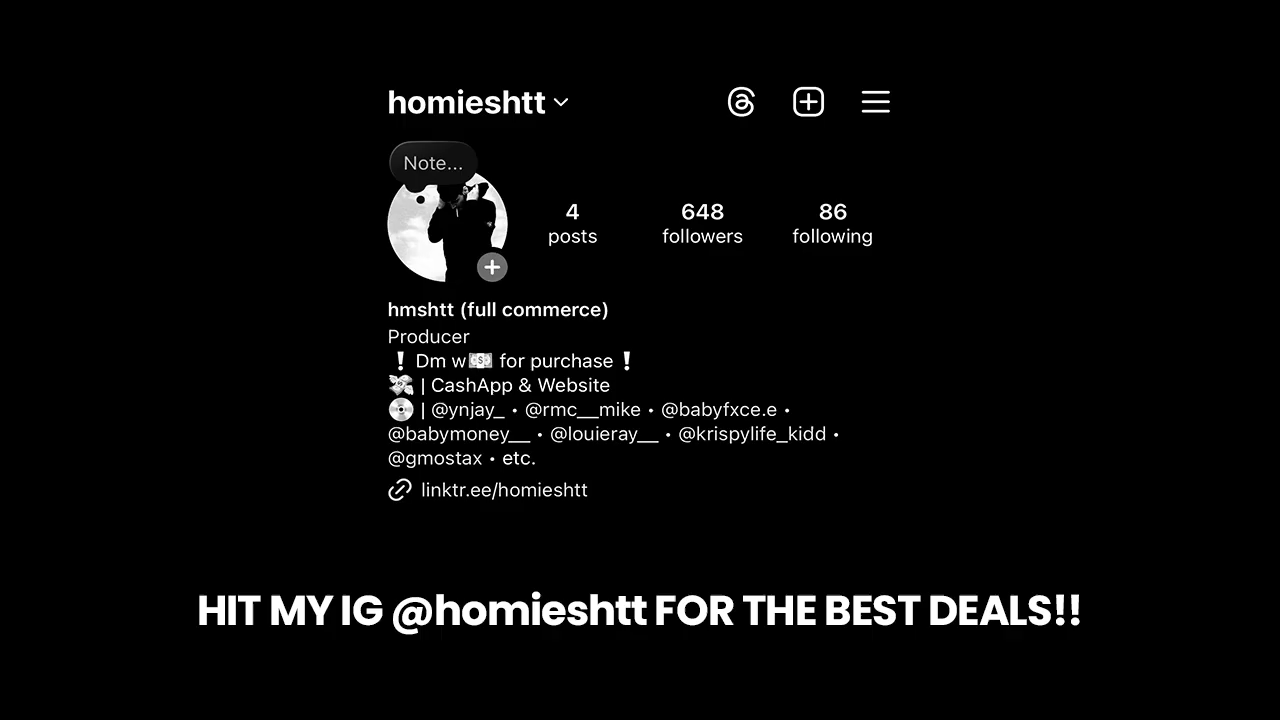 homieshtt
Note...
4 648 86
posts followers following
hmshtt (full commerce)
Producer
❗ Dm w💵 for purchase ❗
💸 | CashApp & Website
💿 | @ynjay_ • @rmc__mike • @babyfxce.e •
@babymoney__ • @louieray__ • @krispylife_kidd •
@gmostax • etc.
linktr.ee/homieshtt
HIT MY IG @homieshtt FOR THE BEST DEALS!!